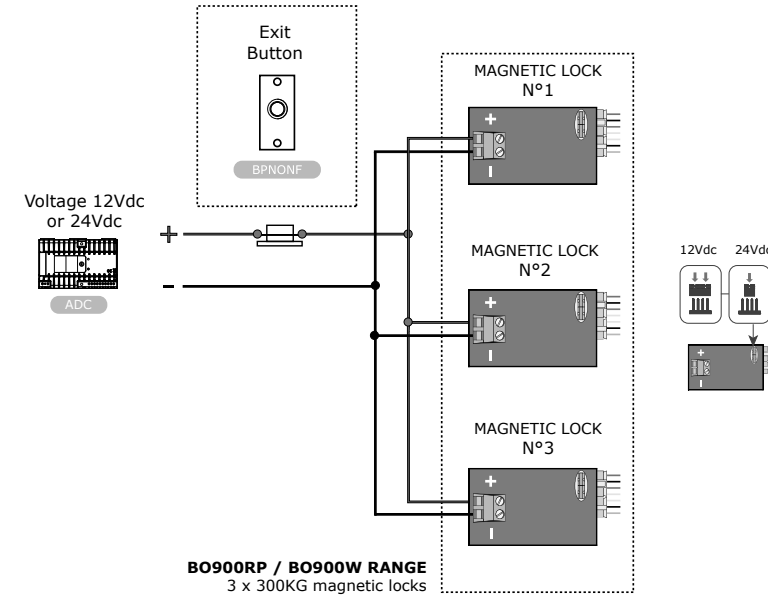 Exit
Button
BPNONF
Voltage 12Vdc
or 24Vdc
+
-
ADC
MAGNETIC LOCK
N°1
+
-
MAGNETIC LOCK
N°2
+
-
MAGNETIC LOCK
N°3
+
-
12Vdc 24Vdc
+
-
BO900RP / BO900W RANGE
3 x 300KG magnetic locks